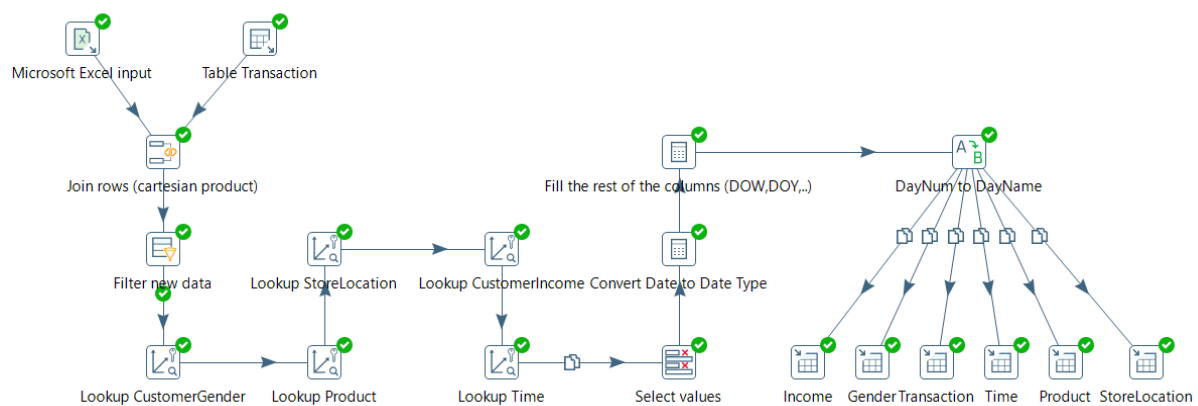 Microsoft Excel input
Table Transaction
Join rows (cartesian product)
Fill the rest of the columns (DOW,DOY,..)
A
B
DayNum to DayName
Filter new data
Lookup StoreLocation
Lookup CustomerIncome
Convert Date to Date Type
Lookup CustomerGender
Lookup Product
Lookup Time
Select values
Income
Gender
Transaction
Time
Product
StoreLocation